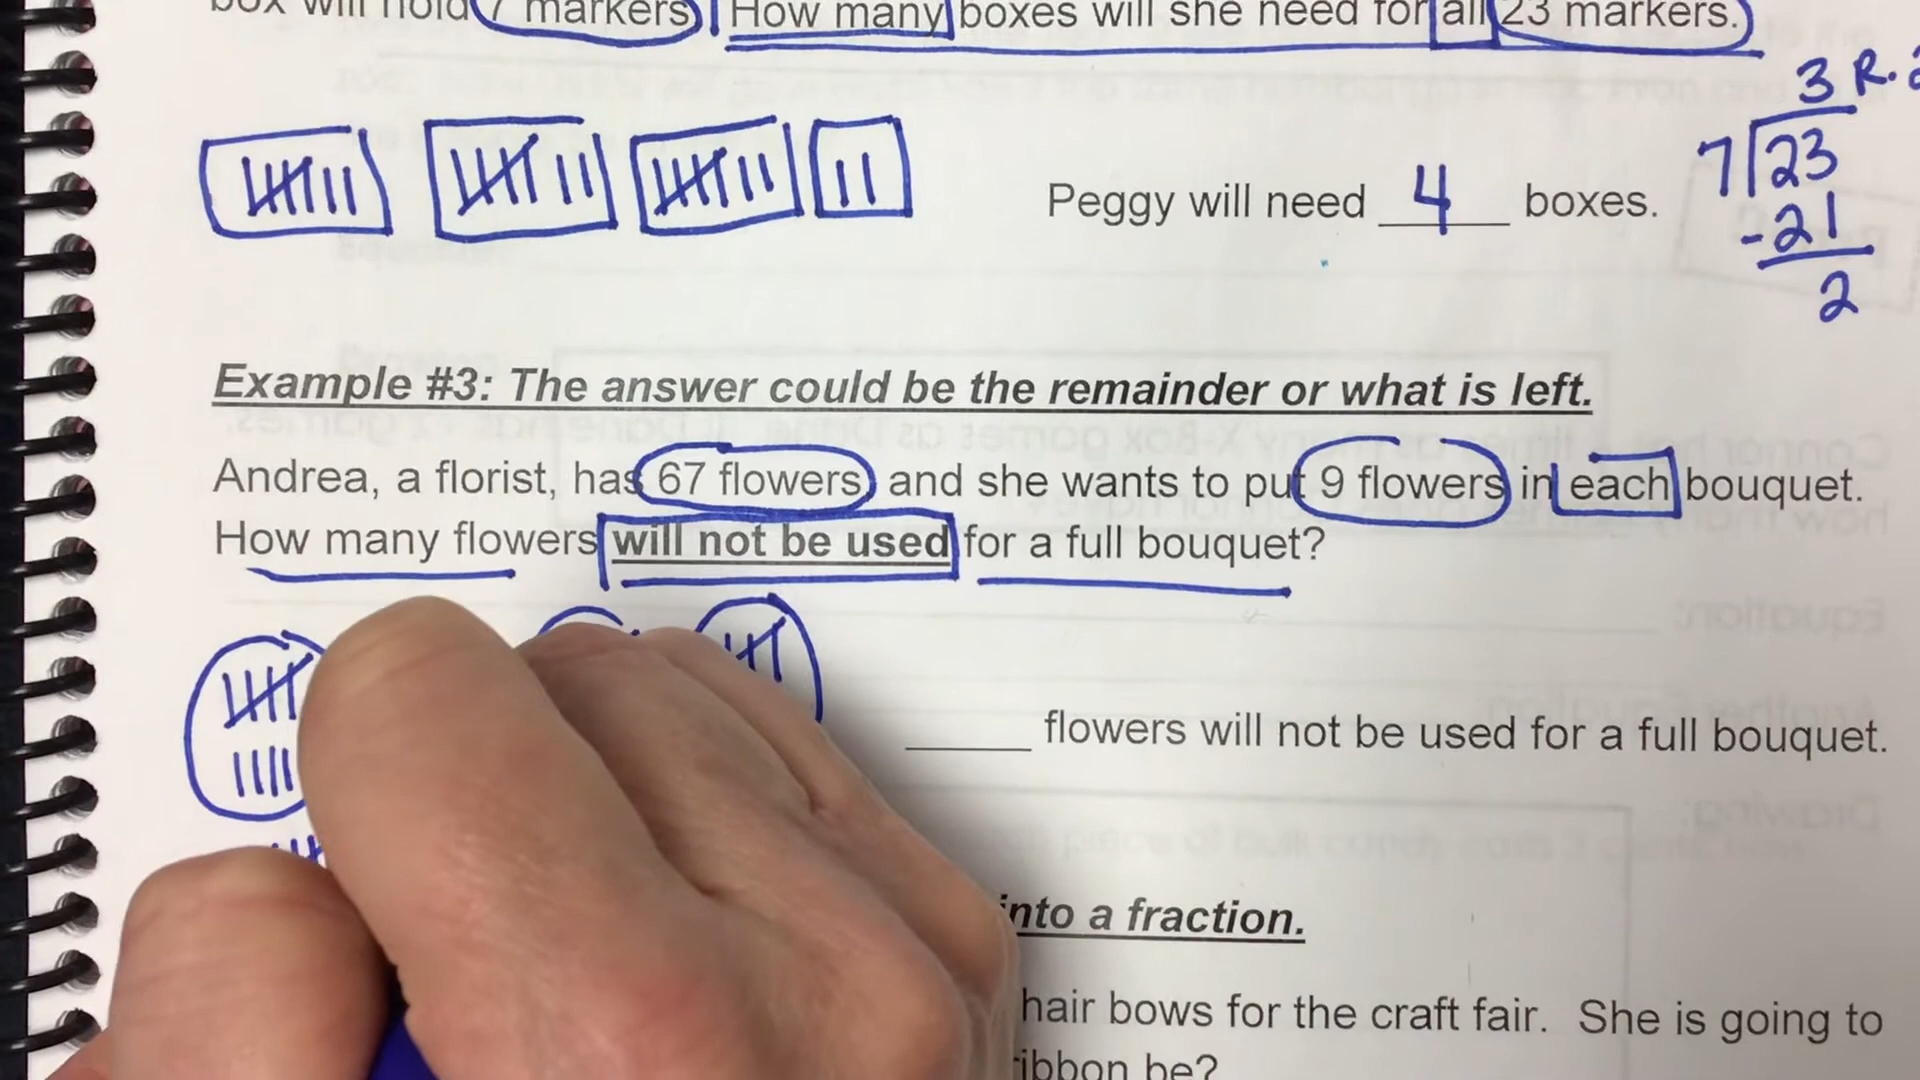 box will hold 7 markers. How many boxes will she need for all 23 markers.
3 R. 2
7 23
Peggy will need 4 boxes.
-21
2
Example #3: The answer could be the remainder or what is left.
Andrea, a florist, has 67 flowers and she wants to put 9 flowers in each bouquet.
How many flowers will not be used for a full bouquet?
flowers will not be used for a full bouquet.
into a fraction.
hair bows for the craft fair. She is going to
ribbon be?